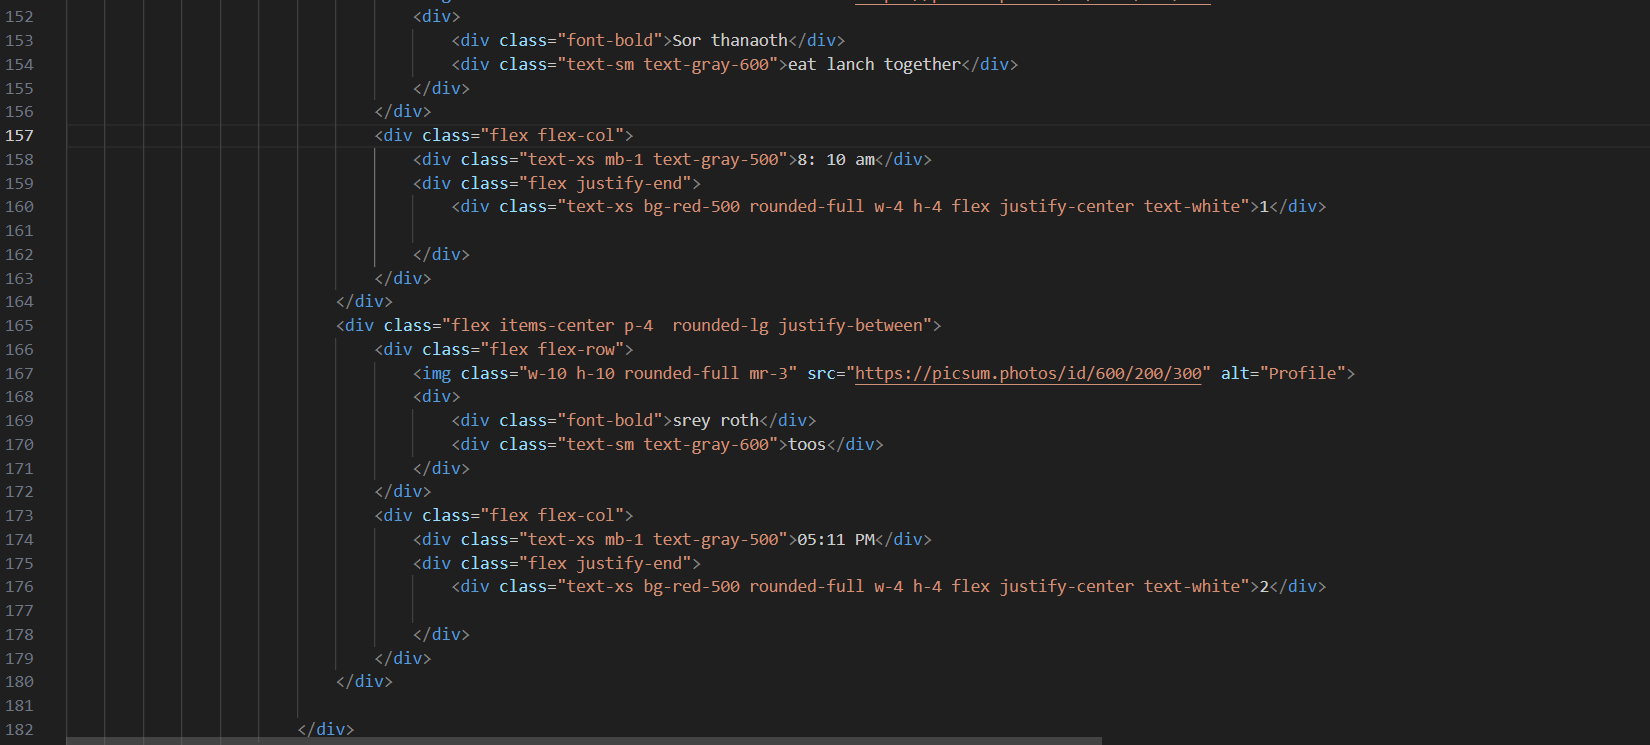 152 <div>
153 <div class="font-bold">Sor thanaoth</div>
154 <div class="text-sm text-gray-600">eat lanch together</div>
155 </div>
156 </div>
157 <div class="flex flex-col">
158 <div class="text-xs mb-1 text-gray-500">8: 10 am</div>
159 <div class="flex justify-end">
160 <div class="text-xs bg-red-500 rounded-full w-4 h-4 flex justify-center text-white">1</div>
161
162 </div>
163 </div>
164 </div>
165 <div class="flex items-center p-4  rounded-lg justify-between">
166 <div class="flex flex-row">
167 <img class="w-10 h-10 rounded-full mr-3" src="https://picsum.photos/id/600/200/300" alt="Profile">
168 <div>
169 <div class="font-bold">srey roth</div>
170 <div class="text-sm text-gray-600">toos</div>
171 </div>
172 </div>
173 <div class="flex flex-col">
174 <div class="text-xs mb-1 text-gray-500">05:11 PM</div>
175 <div class="flex justify-end">
176 <div class="text-xs bg-red-500 rounded-full w-4 h-4 flex justify-center text-white">2</div>
177
178 </div>
179 </div>
180 </div>
181
182 </div>